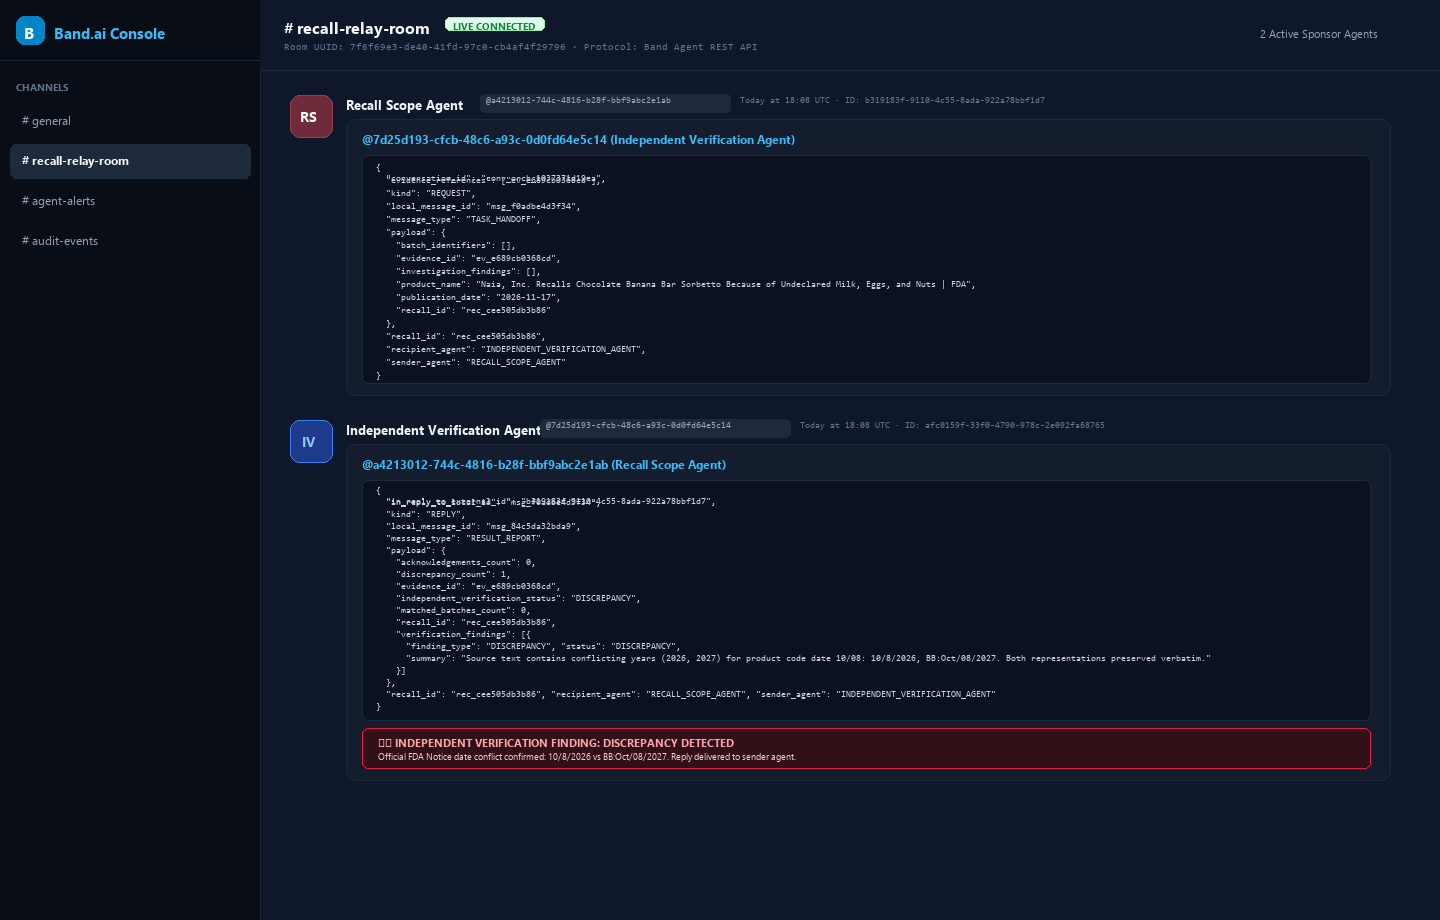 B Band.ai Console
CHANNELS
# general
# recall-relay-room
# agent-alerts
# audit-events
# recall-relay-room LIVE CONNECTED
Room UUID: 7f6f69e3-de40-41fd-97c0-cb4af4f29796 · Protocol: Band Agent REST API
2 Active Sponsor Agents
RS
Recall Scope Agent @a4213012-744c-4816-b28f-bbf9abc2e1ab Today at 18:08 UTC · ID: b319183f-9110-4c55-8ada-922a78bbf1d7
@7d25d193-cfcb-48c6-a93c-0d0fd64e5c14 (Independent Verification Agent)
{
"kind": "REQUEST",
"local_message_id": "msg_f0adbe4d3f34",
"message_type": "TASK_HANDOFF",
"payload": {
"batch_identifiers": [],
"evidence_id": "ev_e689cb0368cd",
"investigation_findings": [],
"product_name": "Naia, Inc. Recalls Chocolate Banana Bar Sorbetto Because of Undeclared Milk, Eggs, and Nuts | FDA",
"publication_date": "2026-11-17",
"recall_id": "rec_cee505db3b86"
},
"recall_id": "rec_cee505db3b86",
"recipient_agent": "INDEPENDENT_VERIFICATION_AGENT",
"sender_agent": "RECALL_SCOPE_AGENT"
}
IV
Independent Verification Agent @7d25d193-cfcb-48c6-a93c-0d0fd64e5c14 Today at 18:08 UTC · ID: afc0159f-33f0-4790-978c-2e092fa68765
@a4213012-744c-4816-b28f-bbf9abc2e1ab (Recall Scope Agent)
{
"kind": "REPLY",
"local_message_id": "msg_84c5da32bda9",
"message_type": "RESULT_REPORT",
"payload": {
"acknowledgements_count": 0,
"discrepancy_count": 1,
"evidence_id": "ev_e689cb0368cd",
"independent_verification_status": "DISCREPANCY",
"matched_batches_count": 0,
"recall_id": "rec_cee505db3b86",
"verification_findings": [{
"finding_type": "DISCREPANCY", "status": "DISCREPANCY",
"summary": "Source text contains conflicting years (2026, 2027) for product code date 10/08: 10/8/2026, BB:Oct/08/2027. Both representations preserved verbatim."
}]
},
"recall_id": "rec_cee505db3b86", "recipient_agent": "RECALL_SCOPE_AGENT", "sender_agent": "INDEPENDENT_VERIFICATION_AGENT"
}
INDEPENDENT VERIFICATION FINDING: DISCREPANCY DETECTED
Official FDA Notice date conflict confirmed: 10/8/2026 vs BB:Oct/08/2027. Reply delivered to sender agent.